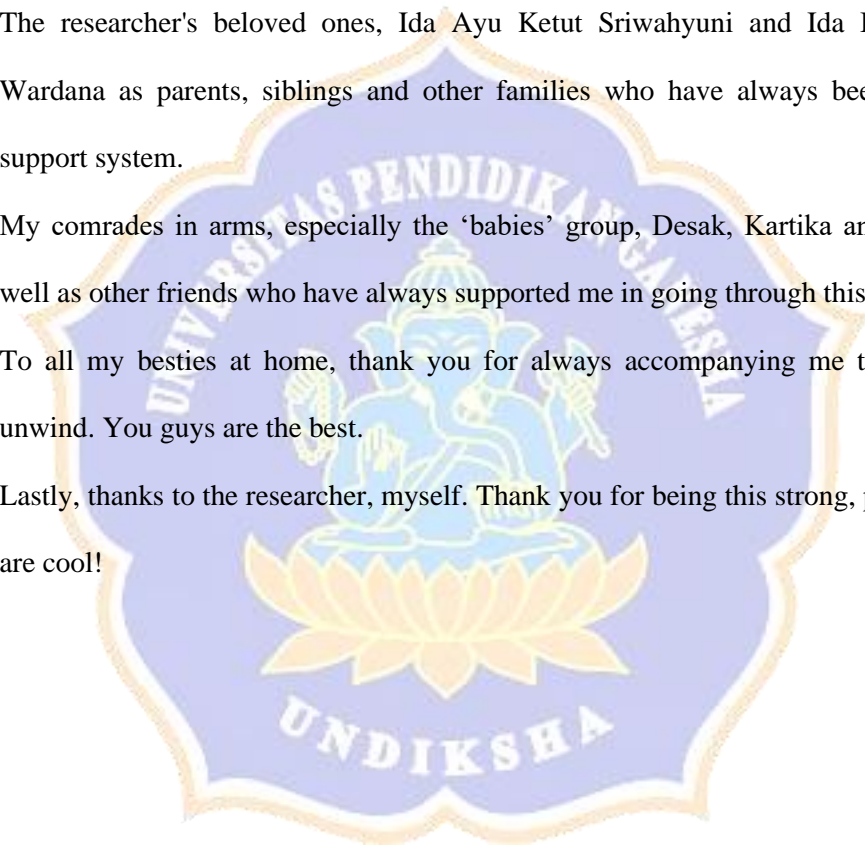 The researcher's beloved ones, Ida Ayu Ketut Sriwahyuni and Ida
Wardana as parents, siblings and other families who have always
support system.
My comrades in arms, especially the ‘babies’ group, Desak, Kartika
well as other friends who have always supported me in going through this
To all my besties at home, thank you for always accompanying me
unwind. You guys are the best.
Lastly, thanks to the researcher, myself. Thank you for being this strong,
are cool!
UNIVERSITAS PENDIDIKAN GANESHA
UNDIKSHA